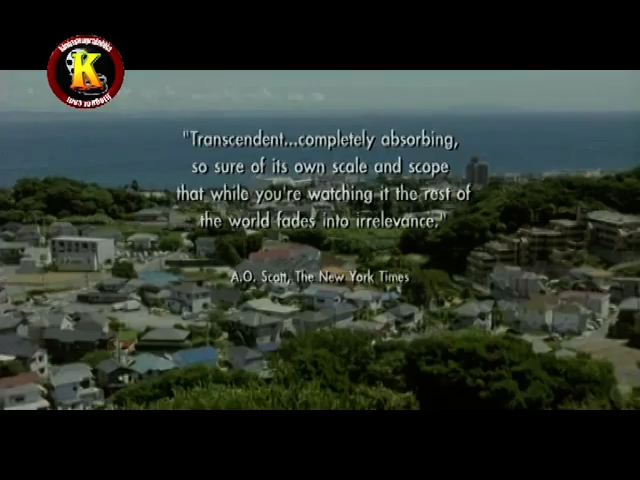 K
"Transcendent...completely absorbing,
so sure of its own scale and scope
that while you're watching it the rest of
the world fades into irrelevance."
A.O. Scott, The New York Times